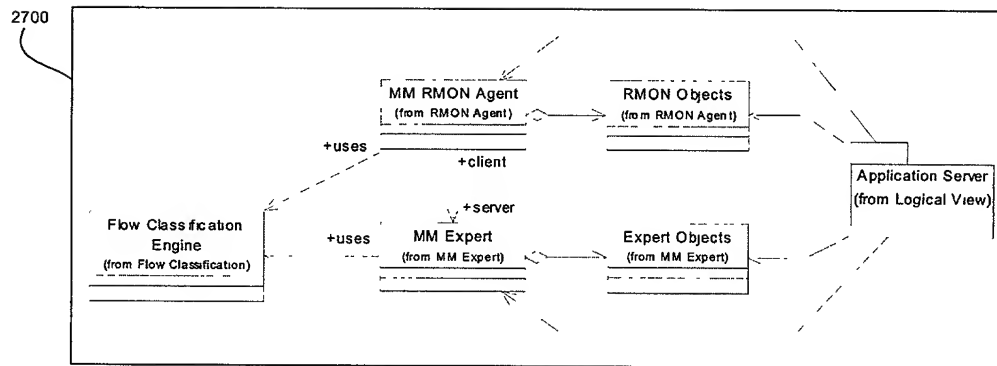 2700
MM RMON Agent
(from RMON Agent)
RMON Objects
(from RMON Agent)
+uses
+client
Application Server
(from Logical View)
+server
Flow Classification
Engine
(from Flow Classification)
+uses
MM Expert
(from MM Expert)
Expert Objects
(from MM Expert)